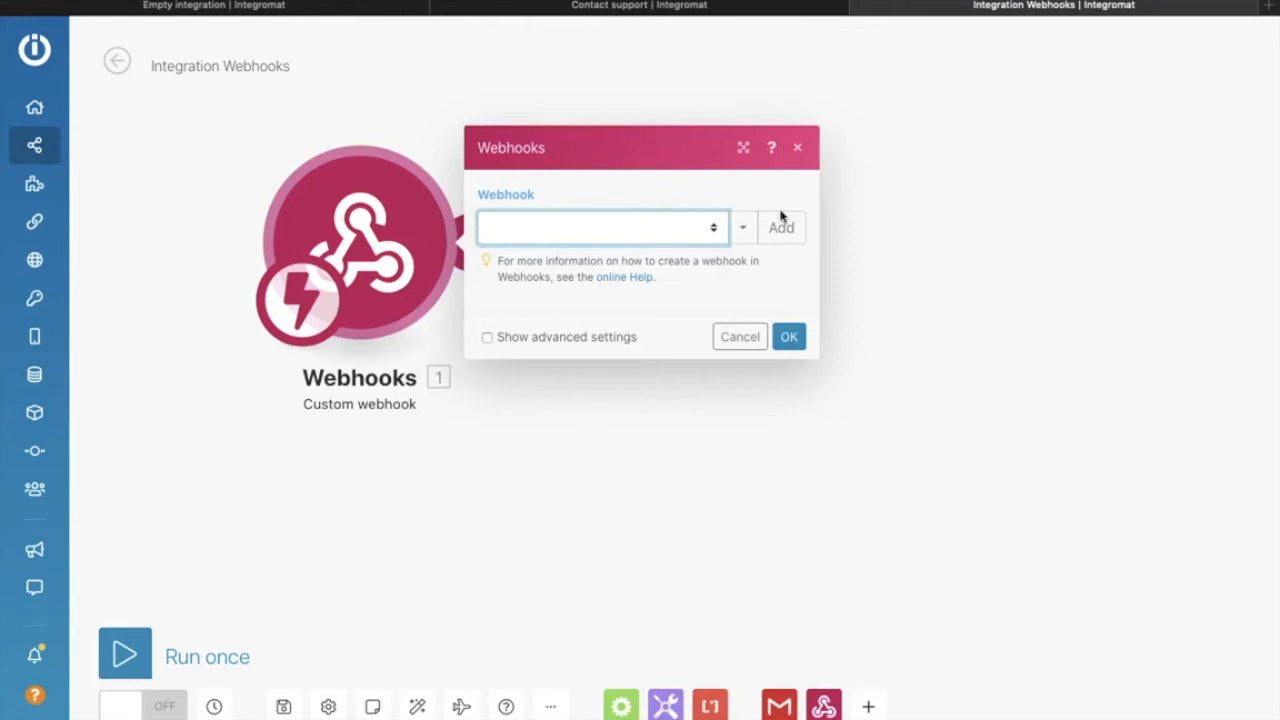 Empty integration | Integromat
Contact support | Integromat
Integration Webhooks | Integromat
Integration Webhooks
Webhooks
?
Webhook
Add
For more information on how to create a webhook in
Webhooks, see the online Help.
Show advanced settings
Cancel
OK
Webhooks 1
Custom webhook
Run once
OFF